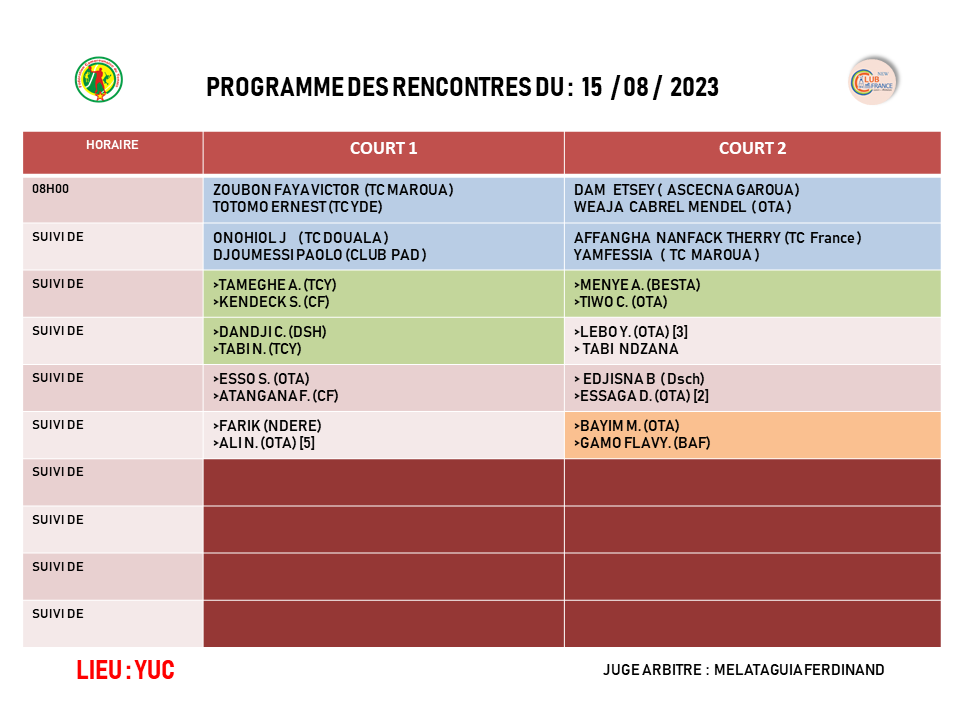 PROGRAMME DES RENCONTRES DU : 15 / 08 / 2023
NEW
CLUB
FRANCE
HORAIRE COURT 1 COURT 2
08H00
ZOUBON FAYA VICTOR (TC MAROUA)
TOTOMO ERNEST (TC YDE)
DAM ETSEY ( ASCECNA GAROUA)
WEAJA CABREL MENDEL ( OTA )
SUIVI DE
ONOHIOL J (TC DOUALA )
DJOUMESSI PAOLO (CLUB PAD )
AFFANGHA NANFACK THERRY (TC France )
YAMFESSIA ( TC MAROUA )
SUIVI DE
>TAMEGHE A. (TCY)
>KENDECK S. (CF)
>MENYE A. (BESTA)
>TIWO C. (OTA)
SUIVI DE
>DANDJI C. (DSH)
>TABI N. (TCY)
>LEBO Y. (OTA) [3]
> TABI NDZANA
SUIVI DE
>ESSO S. (OTA)
>ATANGANA F. (CF)
> EDJISNA B ( Dsch)
>ESSAGA D. (OTA) [2]
SUIVI DE
>FARIK (NDERE)
>ALI N. (OTA) [5]
>BAYIM M. (OTA)
>GAMO FLAVY. (BAF)
SUIVI DE
SUIVI DE
SUIVI DE
SUIVI DE
LIEU : YUC
JUGE ARBITRE : MELATAGUIA FERDINAND